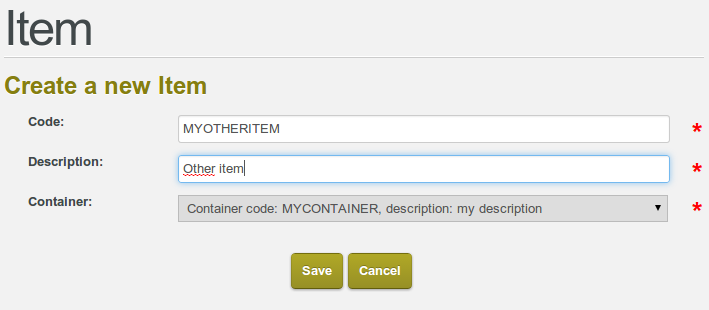 Item
Create a new Item
Code:
MYOTHERITEM
*
Description:
Other item
*
Container:
Container code: MYCONTAINER, description: my description
*
Save
Cancel